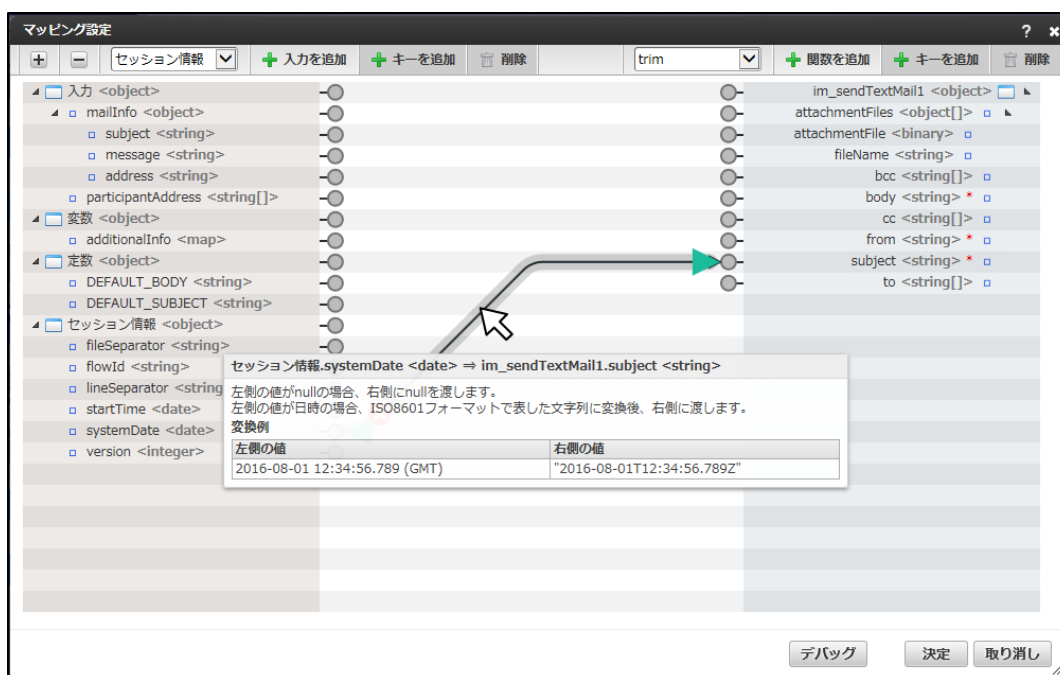 マッピング設定
? ×
+ − セッション情報 入力を追加 キーを追加 削除 trim 関数を追加 キーを追加 削除
入力 <object>
mailInfo <object>
subject <string>
message <string>
address <string>
participantAddress <string[]>
変数 <object>
additionalInfo <map>
定数 <object>
DEFAULT_BODY <string>
DEFAULT_SUBJECT <string>
セッション情報 <object>
fileSeparator <string>
flowId <string>
lineSeparator <string
startTime <date>
systemDate <date>
version <integer>
im_sendTextMail1 <object>
attachmentFiles <object[]>
attachmentFile <binary>
fileName <string>
bcc <string[]>
body <string> *
cc <string[]>
from <string> *
subject <string> *
to <string[]>
セッション情報.systemDate <date> ⇒ im_sendTextMail1.subject <string>
左側の値がnullの場合、右側にnullを渡します。
左側の値が日時の場合、ISO8601フォーマットで表した文字列に変換後、右側に渡します。
変換例
左側の値 右側の値
2016-08-01 12:34:56.789 (GMT) "2016-08-01T12:34:56.789Z"
デバッグ 決定 取り消し